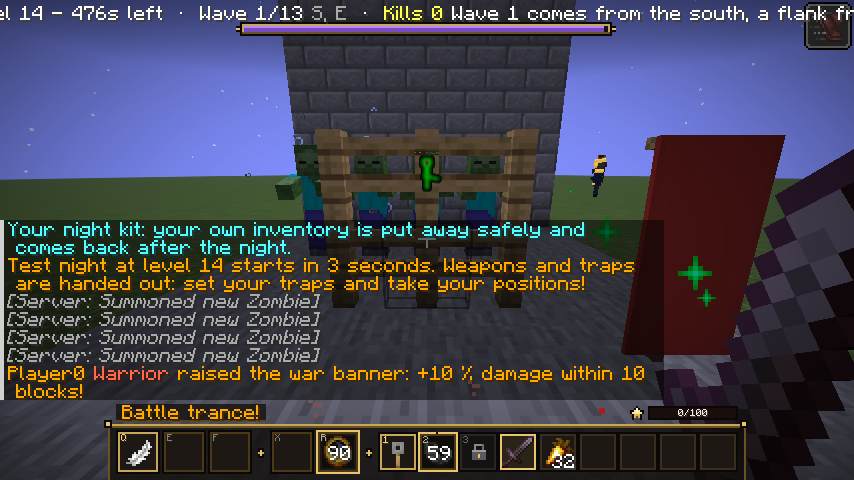 el 14 – 476s left · Wave 1/13 S, E · Kills 0 Wave 1 comes from the south, a flank fr
Your night kit: your own inventory is put away safely and
comes back after the night.
Test night at level 14 starts in 3 seconds. Weapons and traps
are handed out: set your traps and take your positions!
[Server: Summoned new Zombie]
[Server: Summoned new Zombie]
[Server: Summoned new Zombie]
[Server: Summoned new Zombie]
Player0 Warrior raised the war banner: +10 % damage within 10
blocks!
Battle trance!
0/100
Q E F X R 90 1 2 59 3 32